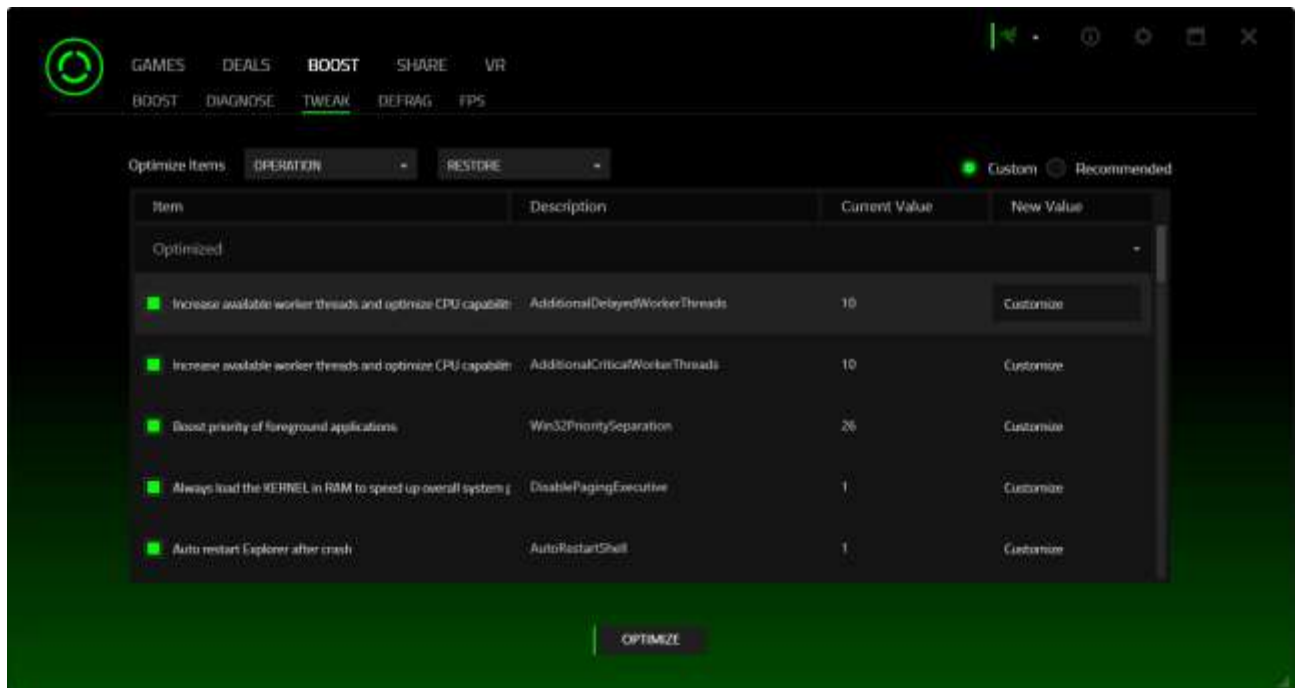 GAMES DEALS BOOST SHARE VR
BOOST DIAGNOSE TWEAK DEFRAG FPS
Optimize Items OPERATION RESTORE Custom Recommended
Item Description Current Value New Value
Optimized
Increase available worker threads and optimize CPU capabilit AdditionalDelayedWorkerThreads 10 Customize
Increase available worker threads and optimize CPU capabilit AdditionalCriticalWorkerThreads 10 Customize
Boost priority of foreground applications Win32PrioritySeparation 26 Customize
Always load the KERNEL in RAM to speed up overall system p DisablePagingExecutive 1 Customize
Auto restart Explorer after crash AutoRestartShell 1 Customize
OPTIMIZE